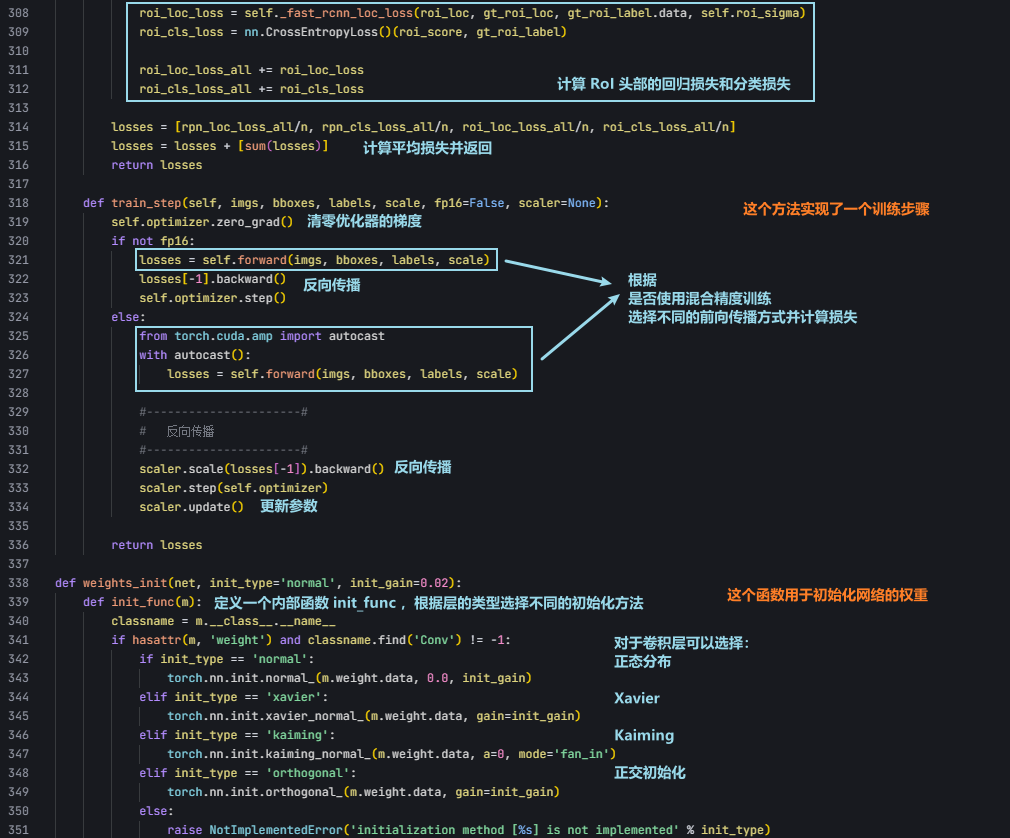 308 roi_loc_loss = self._fast_rcnn_loc_loss(roi_loc, gt_roi_loc, gt_roi_label.data, self.roi_sigma)
309 roi_cls_loss = nn.CrossEntropyLoss()(roi_score, gt_roi_label)
310
311 roi_loc_loss_all += roi_loc_loss
312 roi_cls_loss_all += roi_cls_loss 计算 RoI 头部的回归损失和分类损失
313
314 losses = [rpn_loc_loss_all/n, rpn_cls_loss_all/n, roi_loc_loss_all/n, roi_cls_loss_all/n]
315 losses = losses + [sum(losses)] 计算平均损失并返回
316 return losses
317
318 def train_step(self, imgs, bboxes, labels, scale, fp16=False, scaler=None): 这个方法实现了一个训练步骤
319 self.optimizer.zero_grad() 清零优化器的梯度
320 if not fp16:
321 losses = self.forward(imgs, bboxes, labels, scale)
322 losses[-1].backward() 反向传播 根据
323 self.optimizer.step() 是否使用混合精度训练
324 else: 选择不同的前向传播方式并计算损失
325 from torch.cuda.amp import autocast
326 with autocast():
327 losses = self.forward(imgs, bboxes, labels, scale)
328
329 #----------------------#
330 # 反向传播
331 #----------------------#
332 scaler.scale(losses[-1]).backward() 反向传播
333 scaler.step(self.optimizer)
334 scaler.update() 更新参数
335
336 return losses
337
338 def weights_init(net, init_type='normal', init_gain=0.02):
339 def init_func(m): 定义一个内部函数 init_func ，根据层的类型选择不同的初始化方法 这个函数用于初始化网络的权重
340 classname = m.__class__.__name__
341 if hasattr(m, 'weight') and classname.find('Conv') != -1: 对于卷积层可以选择：
342 if init_type == 'normal': 正态分布
343 torch.nn.init.normal_(m.weight.data, 0.0, init_gain)
344 elif init_type == 'xavier': Xavier
345 torch.nn.init.xavier_normal_(m.weight.data, gain=init_gain)
346 elif init_type == 'kaiming': Kaiming
347 torch.nn.init.kaiming_normal_(m.weight.data, a=0, mode='fan_in')
348 elif init_type == 'orthogonal': 正交初始化
349 torch.nn.init.orthogonal_(m.weight.data, gain=init_gain)
350 else:
351 raise NotImplementedError('initialization method [%s] is not implemented' % init_type)